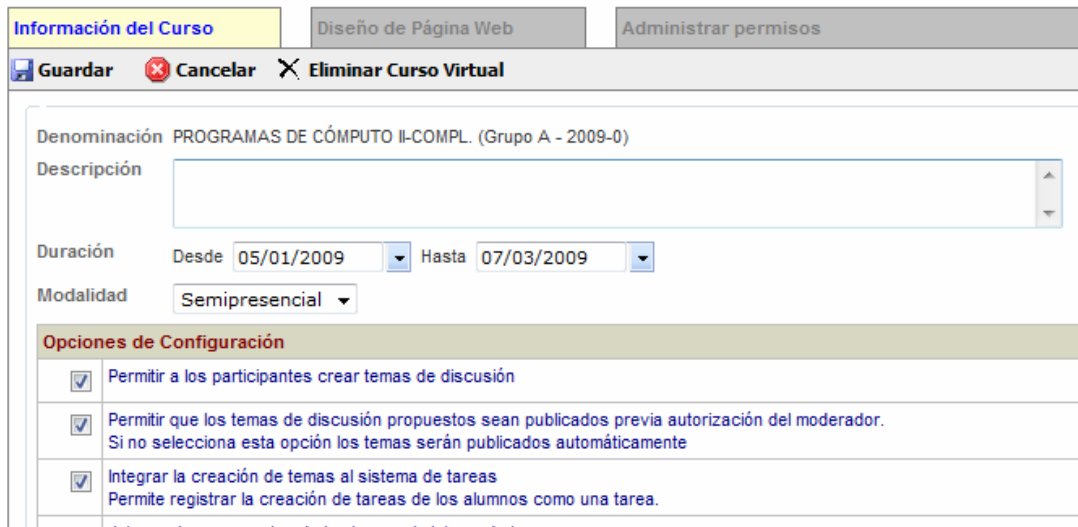 Información del Curso Diseño de Página Web Administrar permisos
Guardar Cancelar Eliminar Curso Virtual
Denominación PROGRAMAS DE CÓMPUTO II-COMPL. (Grupo A - 2009-0)
Descripción
Duración Desde 05/01/2009 Hasta 07/03/2009
Modalidad Semipresencial
Opciones de Configuración
Permitir a los participantes crear temas de discusión
Permitir que los temas de discusión propuestos sean publicados previa autorización del moderador.
Si no selecciona esta opción los temas serán publicados automáticamente
Integrar la creación de temas al sistema de tareas
Permite registrar la creación de tareas de los alumnos como una tarea.